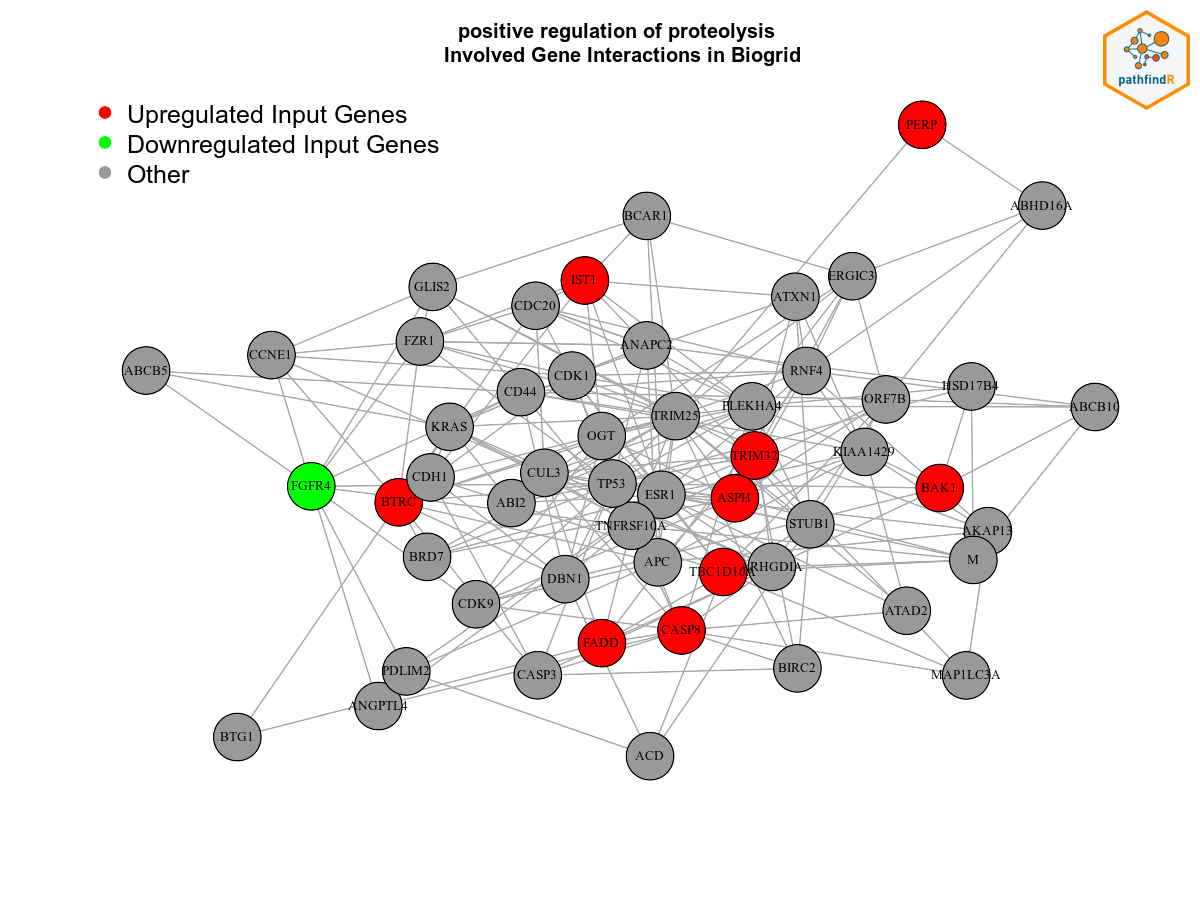 positive regulation of proteolysis
Involved Gene Interactions in Biogrid
pathfindR
Upregulated Input Genes
Downregulated Input Genes
Other
PERP
ABHD16A
BCAR1
GLIS2
IST1
CDC20
ATXN1
ERGIC3
CCNE1
FZR1
ANAPC2
ABCB5
CDK1
RNF4
CD44
HSD17B4
PLEKHA4
ORF7B
ABCB10
KRAS
TRIM25
OGT
KIAA1429
TRIM32
CDH1
CUL3
TP53
FGFR4
BTRC
ABI2
ESR1
ASPH
BAK1
TNFRSF10A
STUB1
AKAP13
BRD7
APC
M
DBN1
TBC1D16A
ARHGDIA
CDK9
ATAD2
FADD
CASP8
PDLIM2
CASP3
BIRC2
MAP1LC3A
ANGPTL4
BTG1
ACD